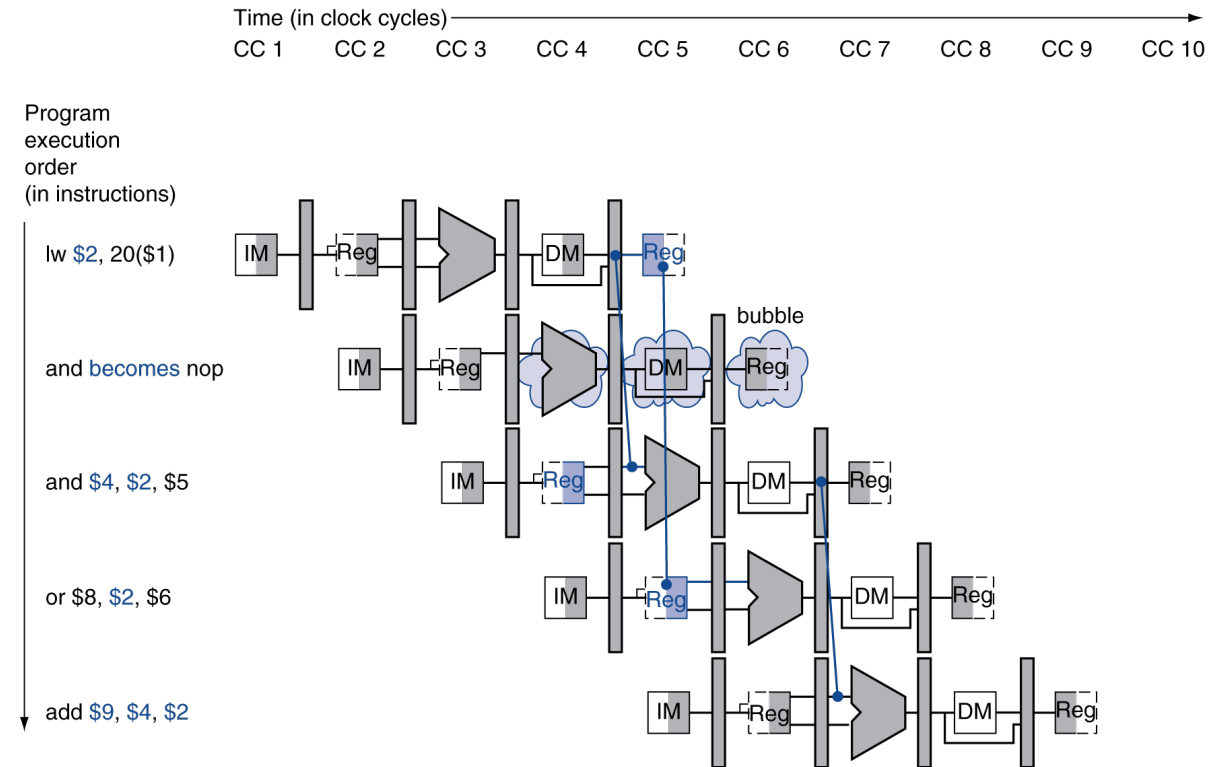 Time (in clock cycles)
CC 1 CC 2 CC 3 CC 4 CC 5 CC 6 CC 7 CC 8 CC 9 CC 10
Program
execution
order
(in instructions)
lw $2, 20($1) IM Reg DM Reg
bubble
and becomes nop IM Reg DM Reg
and $4, $2, $5 IM Reg DM Reg
or $8, $2, $6 IM Reg DM Reg
add $9, $4, $2 IM Reg DM Reg